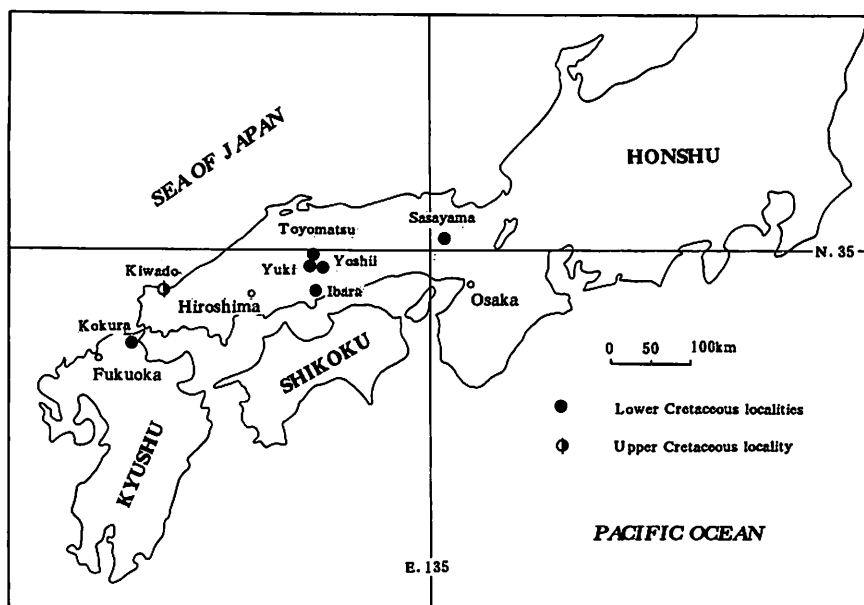 SEA OF JAPAN
HONSHU
Sasayama
Toyomatsu
N. 35
Yuki
Yoshii
Kiwado
Ibara
Hiroshima
Osaka
Kokura
Fukuoka
SHIKOKU
KYUSHU
0 50 100km
Lower Cretaceous localities
Upper Cretaceous locality
PACIFIC OCEAN
E. 135